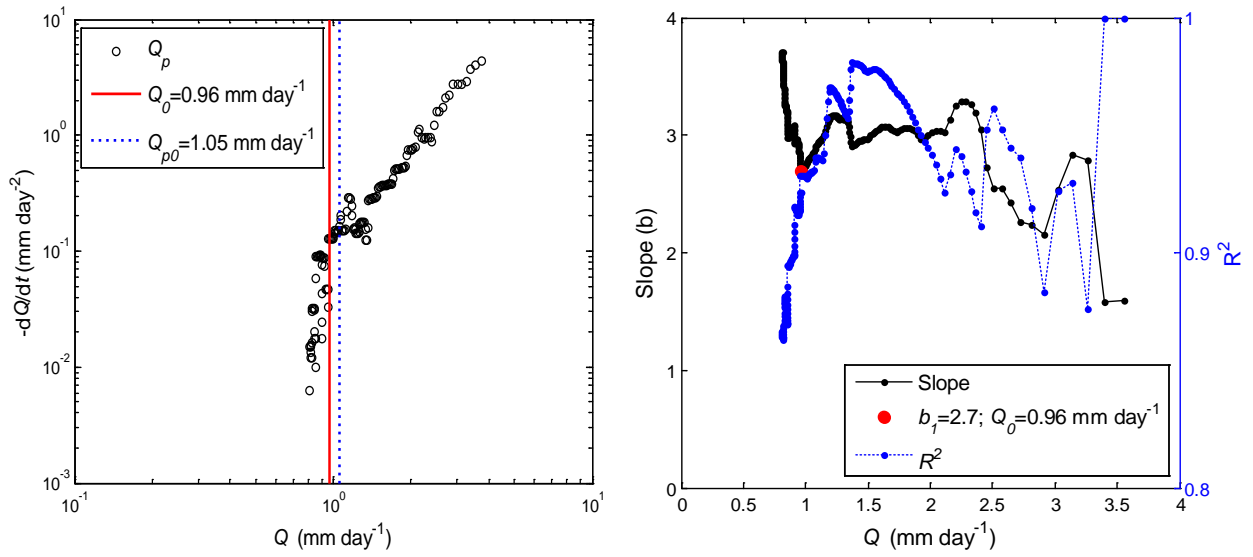 10^1
10^0
10^-1
10^-2
10^-3
10^-1
10^0
10^1
-dQ/dt (mm day^-2)
Q (mm day^-1)
Q_p
Q_0=0.96 mm day^-1
Q_p0=1.05 mm day^-1
4
3
2
1
0
0
0.5
1
1.5
2
2.5
3
3.5
4
Slope (b)
Q (mm day^-1)
1
0.9
0.8
R^2
Slope
b_1=2.7; Q_0=0.96 mm day^-1
R^2